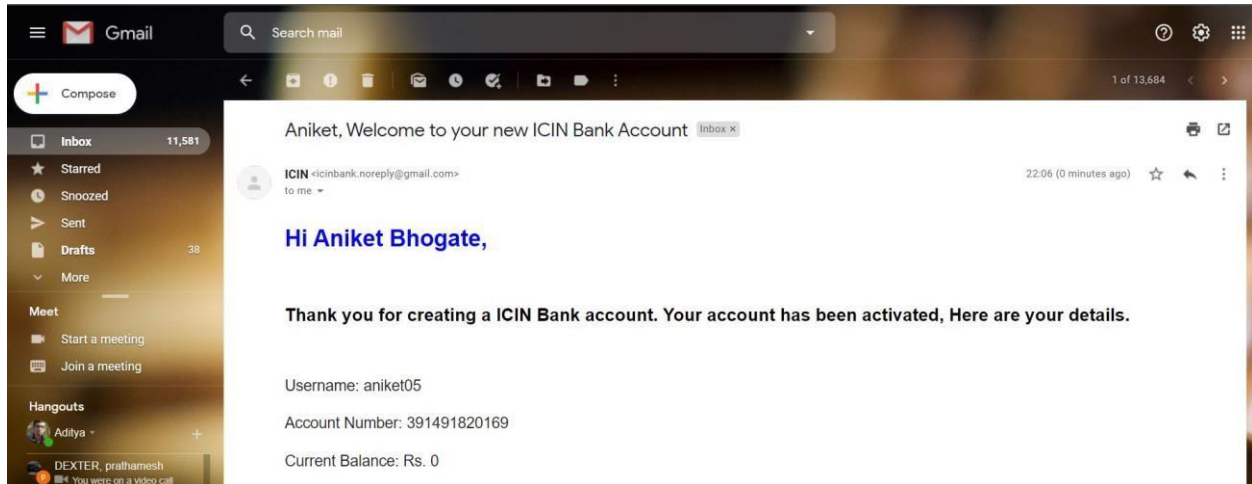 Gmail
Search mail
Compose
1 of 13,684
Inbox 11,581
Starred
Snoozed
Sent
Drafts 38
More
Meet
Start a meeting
Join a meeting
Hangouts
Aditya
DEXTER, prathamesh
You were on a video call
Aniket, Welcome to your new ICIN Bank Account Inbox x
ICIN <icinbank.noreply@gmail.com> 22:06 (0 minutes ago)
to me
Hi Aniket Bhogate,
Thank you for creating a ICIN Bank account. Your account has been activated, Here are your details.
Username: aniket05
Account Number: 391491820169
Current Balance: Rs. 0